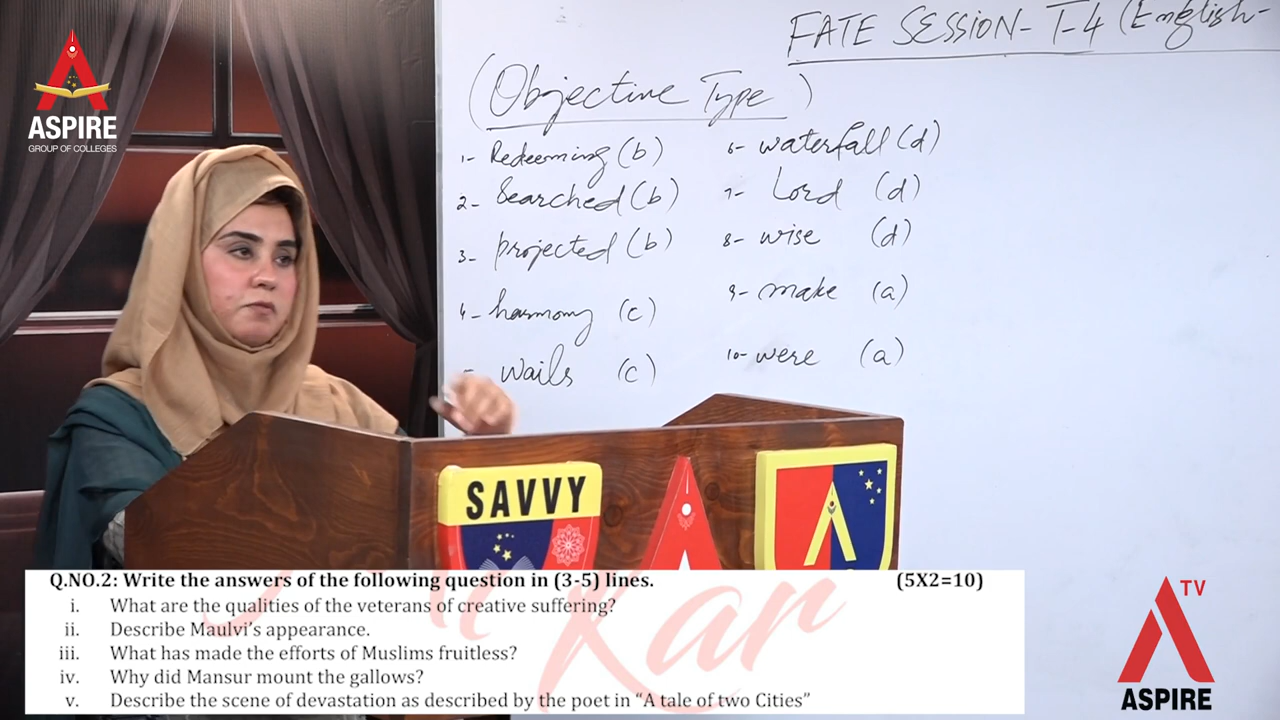 FATE SESSION- T-4 (English-
(Objective Type)
1- Redeeming (b)
2- Searched (b)
3- projected (b)
4- harmony (c)
- wails (c)
6- waterfall (d)
7- Lord (d)
8- wise (d)
9- make (a)
10- were (a)
ASPIRE
GROUP OF COLLEGES
SAVVY
Q.NO.2: Write the answers of the following question in (3-5) lines. (5X2=10)
i. What are the qualities of the veterans of creative suffering?
ii. Describe Maulvi's appearance.
iii. What has made the efforts of Muslims fruitless?
iv. Why did Mansur mount the gallows?
v. Describe the scene of devastation as described by the poet in “A tale of two Cities”
Kar
TV
ASPIRE